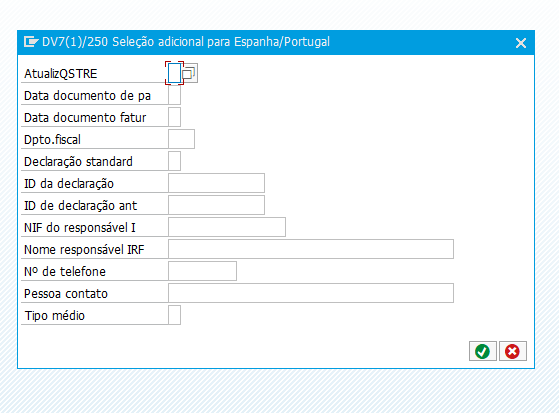 DV7(1)/250 Seleção adicional para Espanha/Portugal
AtualizQSTRE
Data documento de pa
Data documento fatur
Dpto.fiscal
Declaração standard
ID da declaração
ID de declaração ant
NIF do responsável I
Nome responsável IRF
Nº de telefone
Pessoa contato
Tipo médio